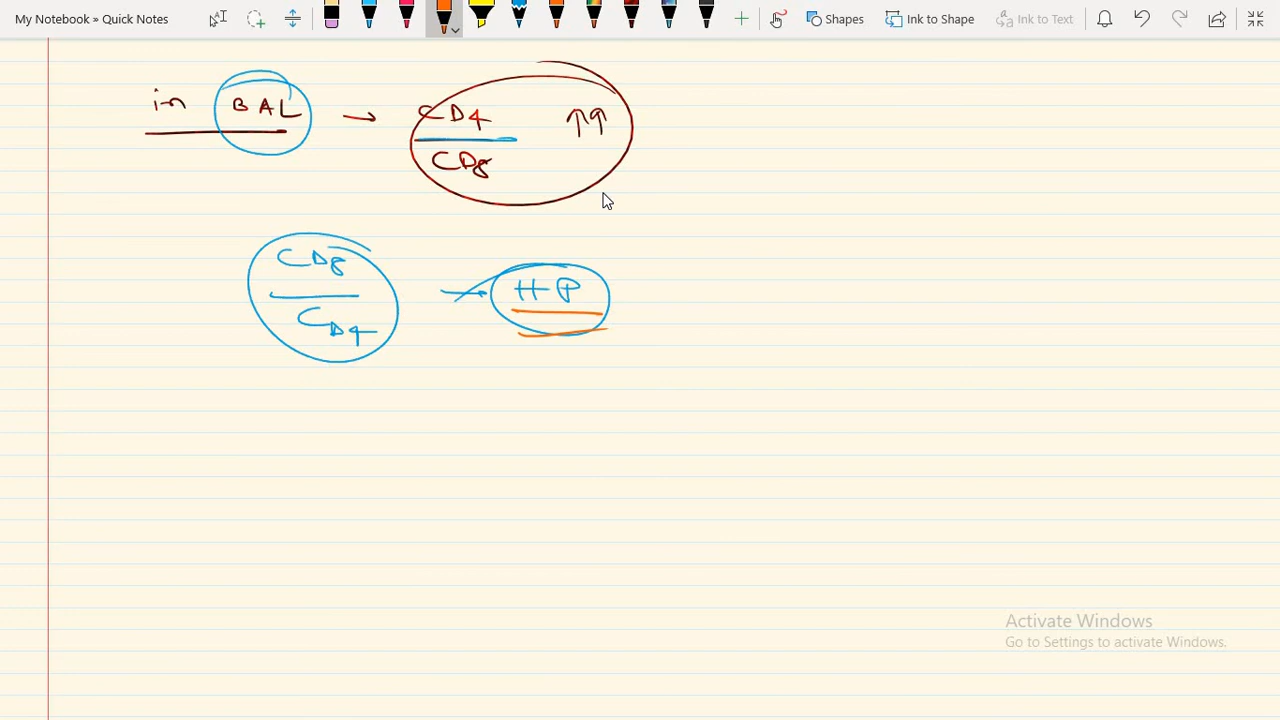 My Notebook » Quick Notes
Shapes
Ink to Shape
Ink to Text
in BAL → CD4 ↑↑
CD8
CD8 → HP
CD4
Activate Windows
Go to Settings to activate Windows.